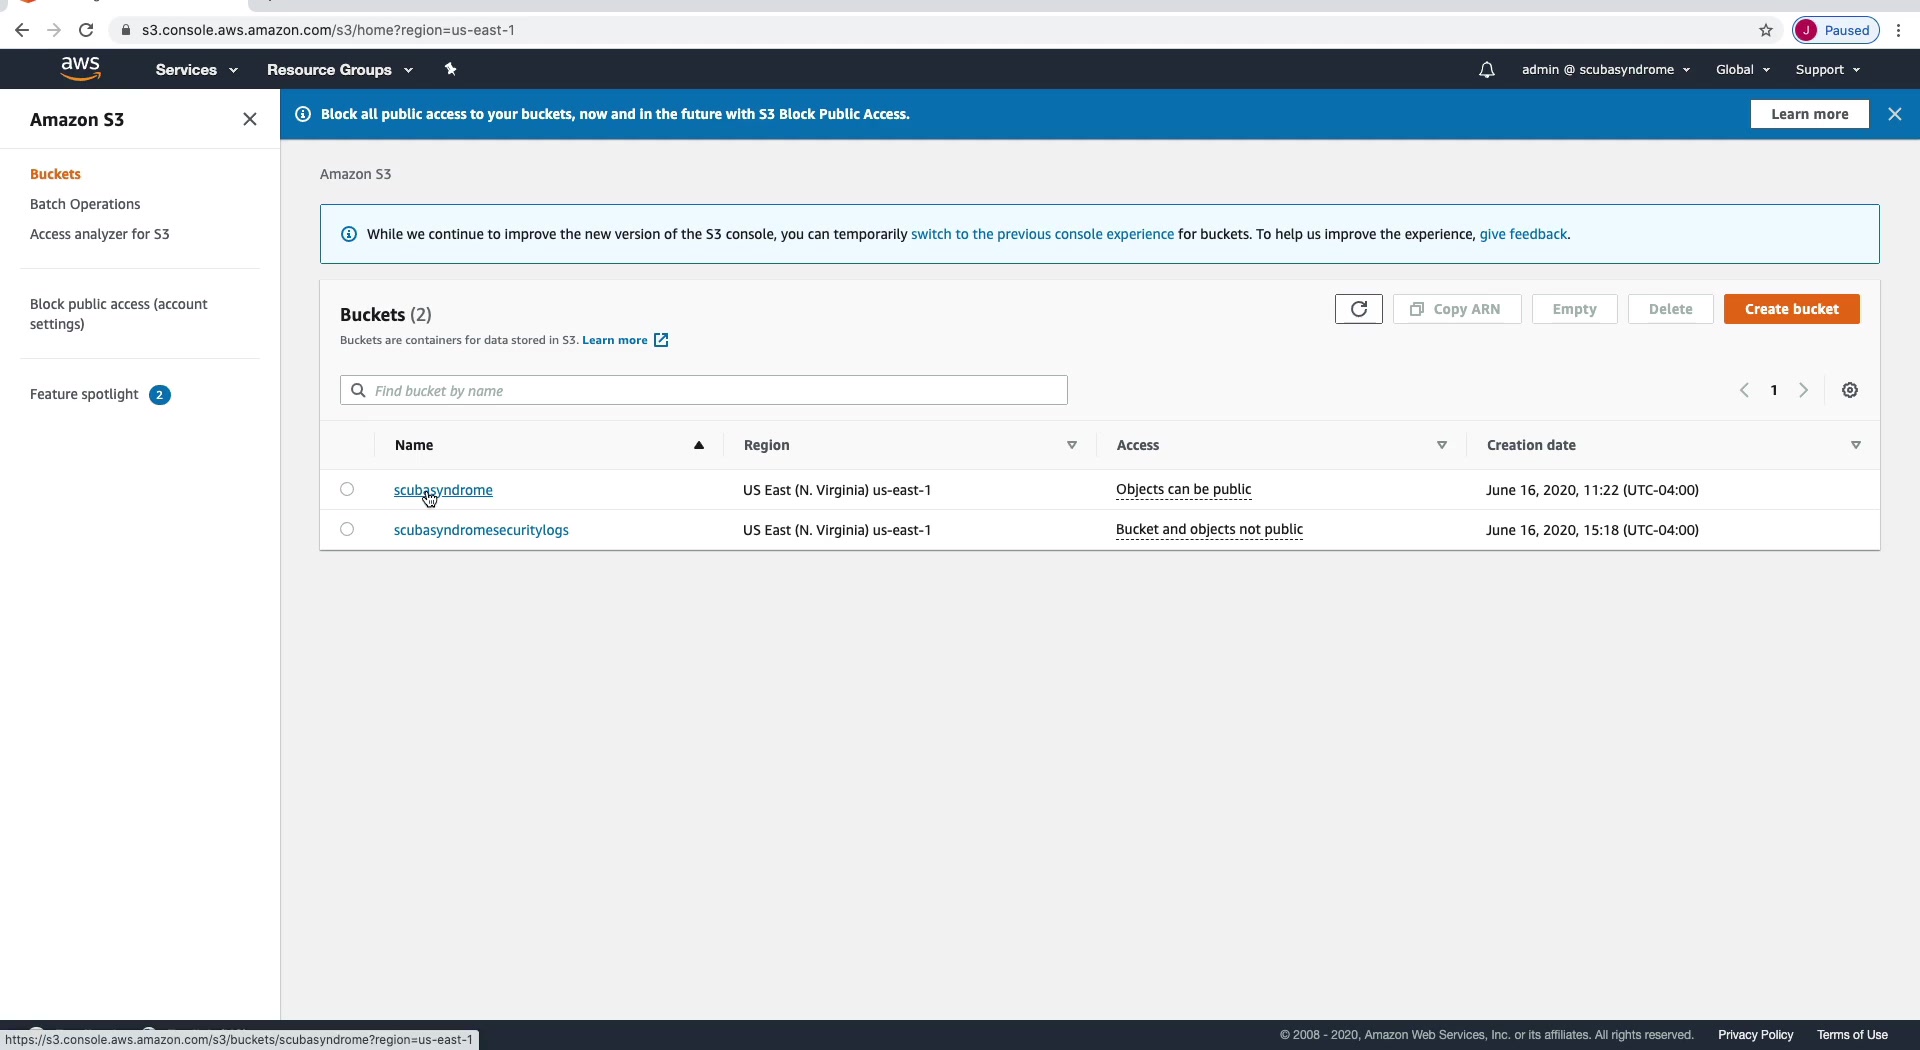 s3.console.aws.amazon.com/s3/home?region=us-east-1
J Paused
aws Services Resource Groups admin @ scubasyndrome Global Support
Amazon S3
Block all public access to your buckets, now and in the future with S3 Block Public Access. Learn more
Buckets
Batch Operations
Access analyzer for S3
Block public access (account
settings)
Feature spotlight 2
Amazon S3
While we continue to improve the new version of the S3 console, you can temporarily switch to the previous console experience for buckets. To help us improve the experience, give feedback.
Buckets (2)
Copy ARN Empty Delete Create bucket
Buckets are containers for data stored in S3. Learn more
Find bucket by name
1
Name Region Access Creation date
scubasyndrome US East (N. Virginia) us-east-1 Objects can be public June 16, 2020, 11:22 (UTC-04:00)
scubasyndromesecuritylogs US East (N. Virginia) us-east-1 Bucket and objects not public June 16, 2020, 15:18 (UTC-04:00)
https://s3.console.aws.amazon.com/s3/buckets/scubasyndrome?region=us-east-1
© 2008 - 2020, Amazon Web Services, Inc. or its affiliates. All rights reserved. Privacy Policy Terms of Use